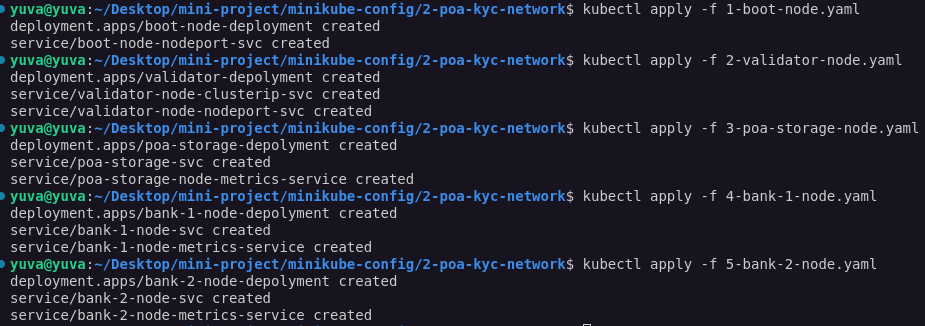 yuva@yuva:~/Desktop/mini-project/minikube-config/2-poa-kyc-network$ kubectl apply -f 1-boot-node.yaml
deployment.apps/boot-node-depolyment created
service/boot-node-nodeport-svc created
yuva@yuva:~/Desktop/mini-project/minikube-config/2-poa-kyc-network$ kubectl apply -f 2-validator-node.yaml
deployment.apps/validator-depolyment created
service/validator-node-clusterip-svc created
service/validator-node-nodeport-svc created
yuva@yuva:~/Desktop/mini-project/minikube-config/2-poa-kyc-network$ kubectl apply -f 3-poa-storage-node.yaml
deployment.apps/poa-storage-depolyment created
service/poa-storage-svc created
service/poa-storage-node-metrics-service created
yuva@yuva:~/Desktop/mini-project/minikube-config/2-poa-kyc-network$ kubectl apply -f 4-bank-1-node.yaml
deployment.apps/bank-1-node-depolyment created
service/bank-1-node-svc created
service/bank-1-node-metrics-service created
yuva@yuva:~/Desktop/mini-project/minikube-config/2-poa-kyc-network$ kubectl apply -f 5-bank-2-node.yaml
deployment.apps/bank-2-node-depolyment created
service/bank-2-node-svc created
service/bank-2-node-metrics-service created